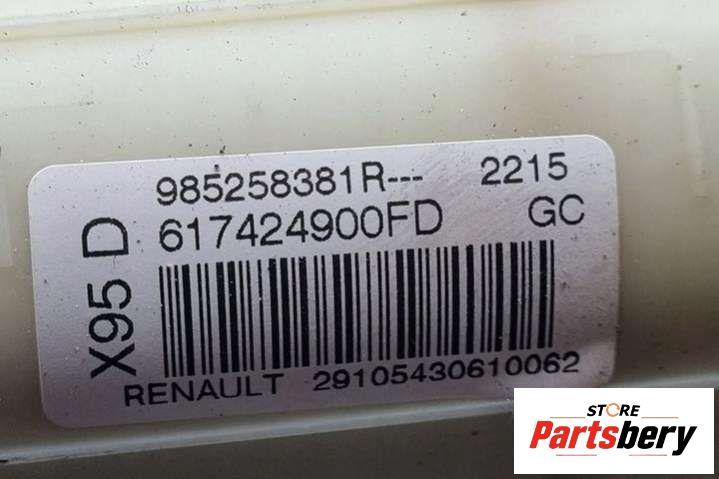 985258381R--- 2215
617424900FD GC
X95 D
RENAULT 29105430610062
STORE
Partsbery